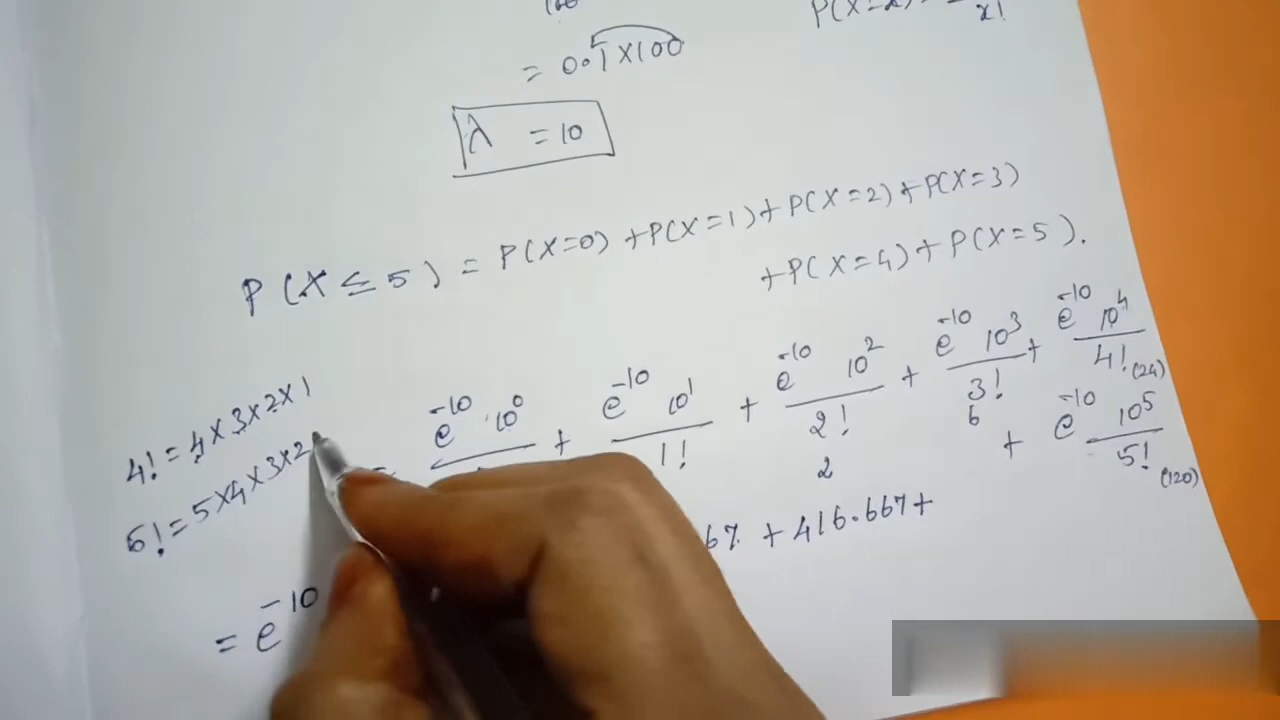 P(X=x)
x!
= 0.1×100
λ = 10
P(X ≤ 5) = P(X=0) + P(X=1) + P(X=2) + P(X=3)
+ P(X=4) + P(X=5).
e^-10 10^0 + e^-10 10^1 / 1! + e^-10 10^2 / 2! + e^-10 10^3 / 3! + e^-10 10^4 / 4! (24)
2 6
+ e^-10 10^5 / 5! (120)
4! = 4×3×2×1
5! = 5×4×3×2
67 + 416.667 +
= e^-10